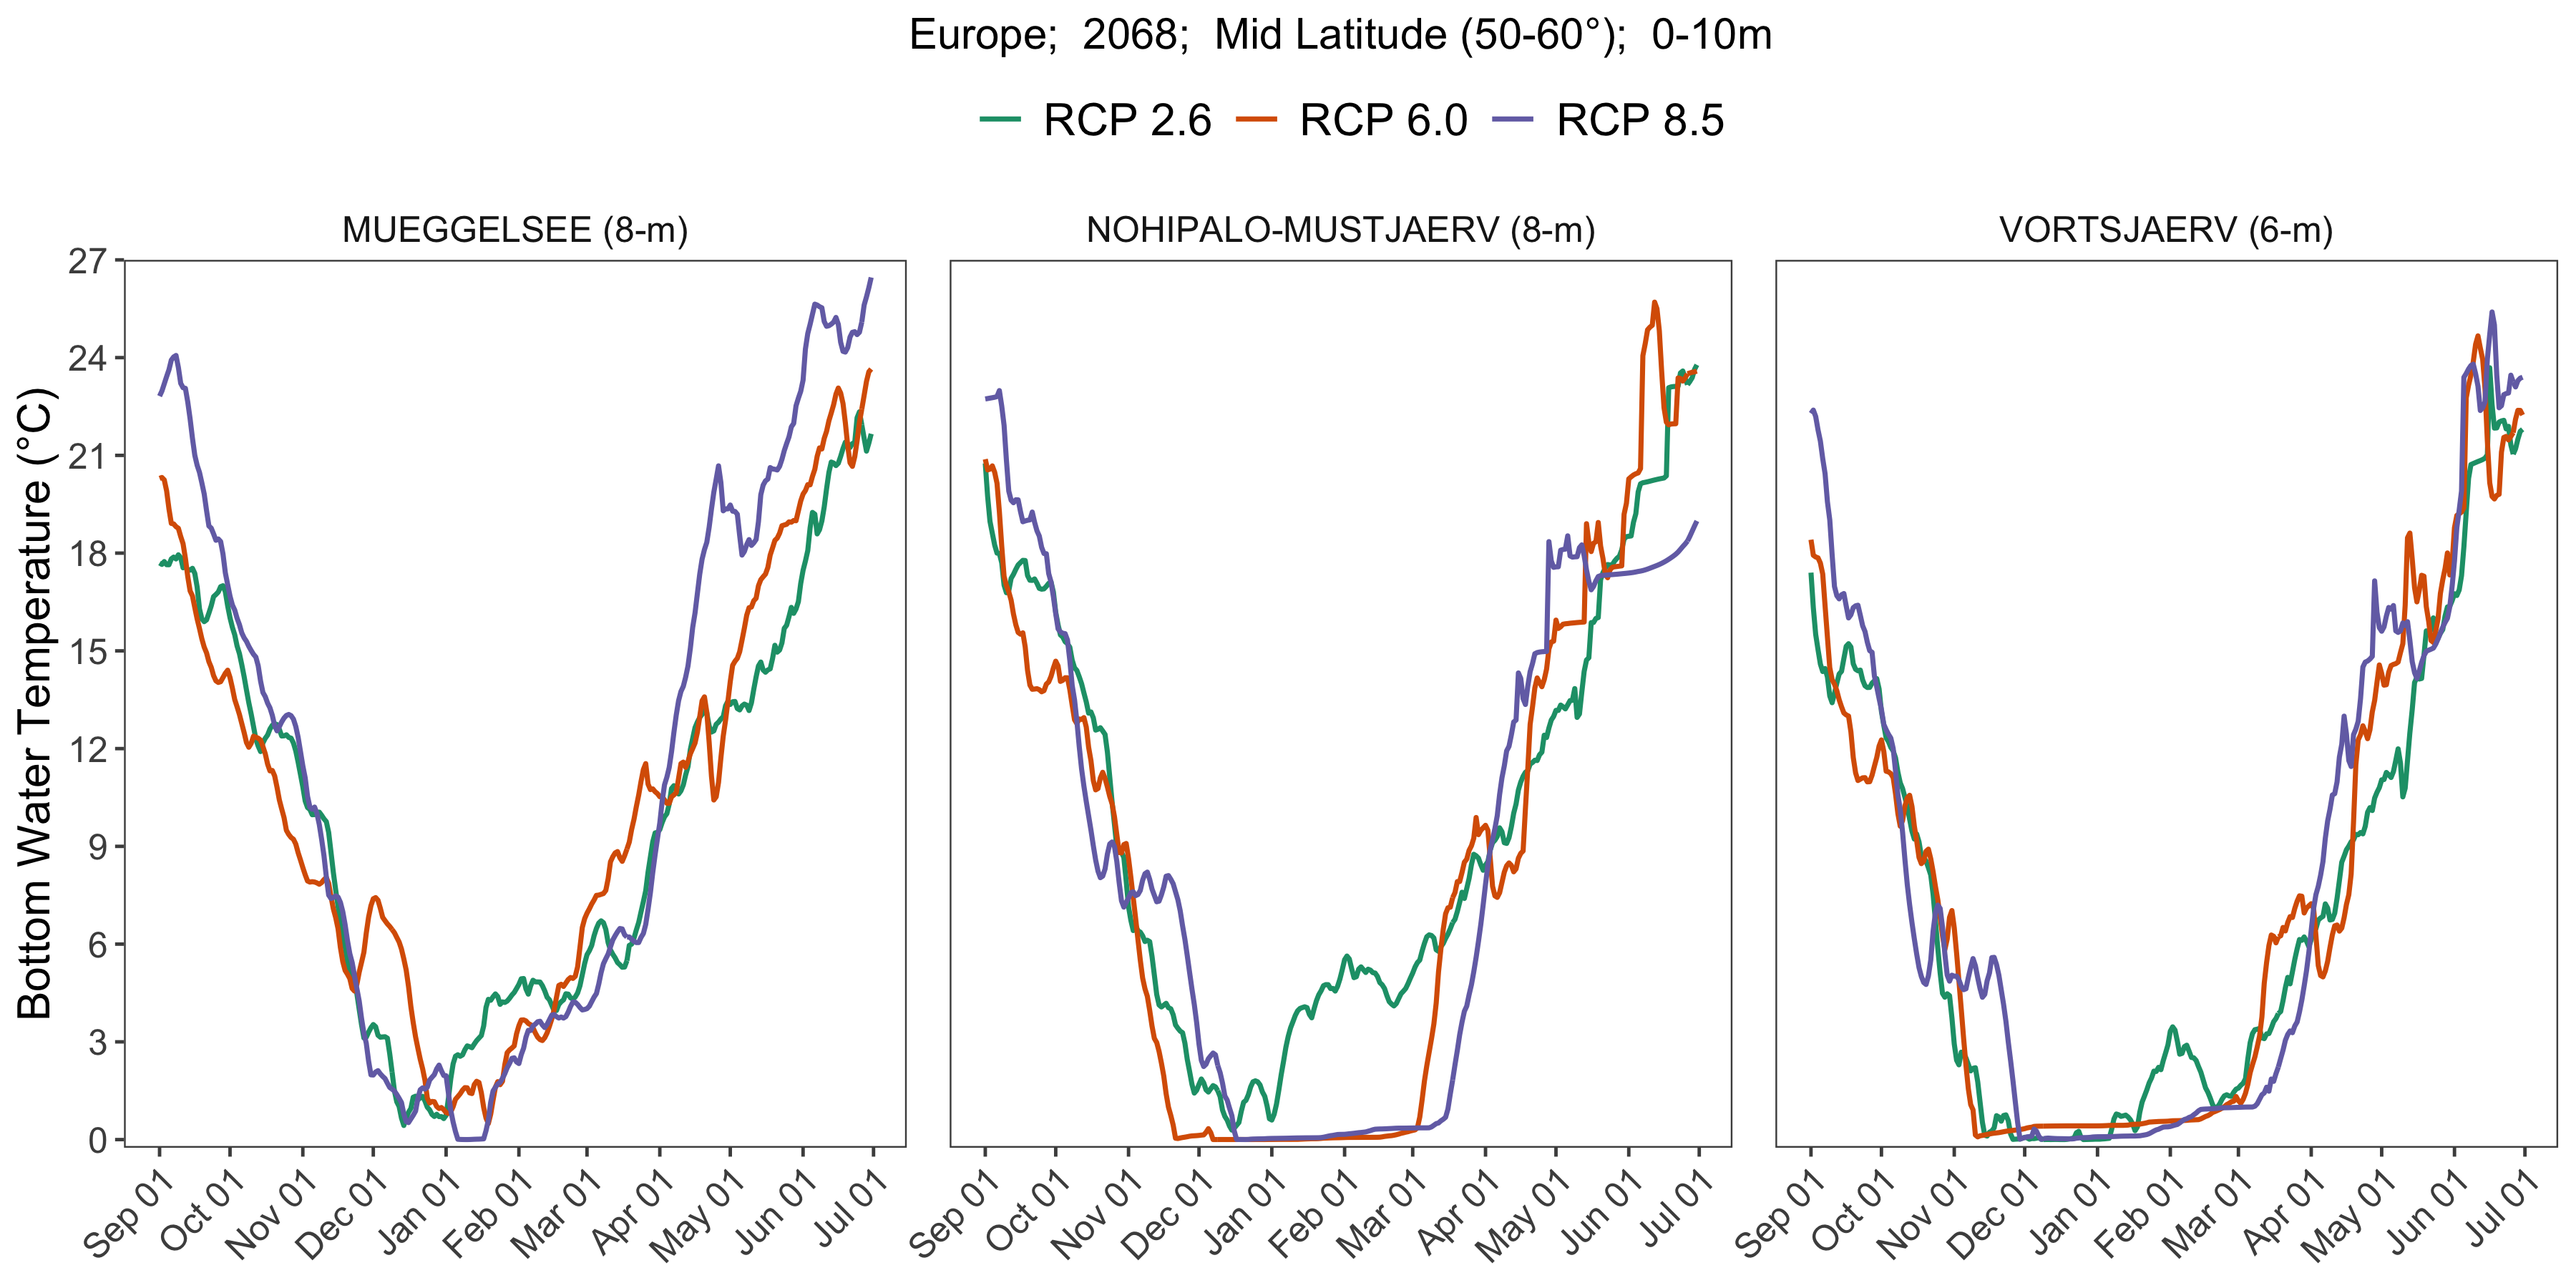 Europe;  2068;  Mid Latitude (50-60°);  0-10m
RCP 2.6 RCP 6.0 RCP 8.5
MUEGGELSEE (8-m) NOHIPALO-MUSTJAERV (8-m) VORTSJAERV (6-m)
Bottom Water Temperature (°C)
27
24
21
18
15
12
9
6
3
0
Sep 01 Oct 01 Nov 01 Dec 01 Jan 01 Feb 01 Mar 01 Apr 01 May 01 Jun 01 Jul 01 Sep 01 Oct 01 Nov 01 Dec 01 Jan 01 Feb 01 Mar 01 Apr 01 May 01 Jun 01 Jul 01 Sep 01 Oct 01 Nov 01 Dec 01 Jan 01 Feb 01 Mar 01 Apr 01 May 01 Jun 01 Jul 01